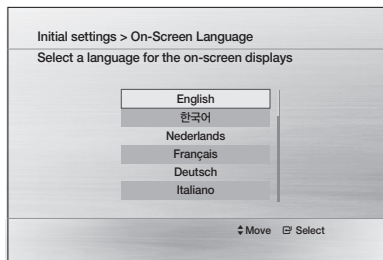 Initial settings > On-Screen Language
Select a language for the on-screen displays
English
한국어
Nederlands
Français
Deutsch
Italiano
Move Select